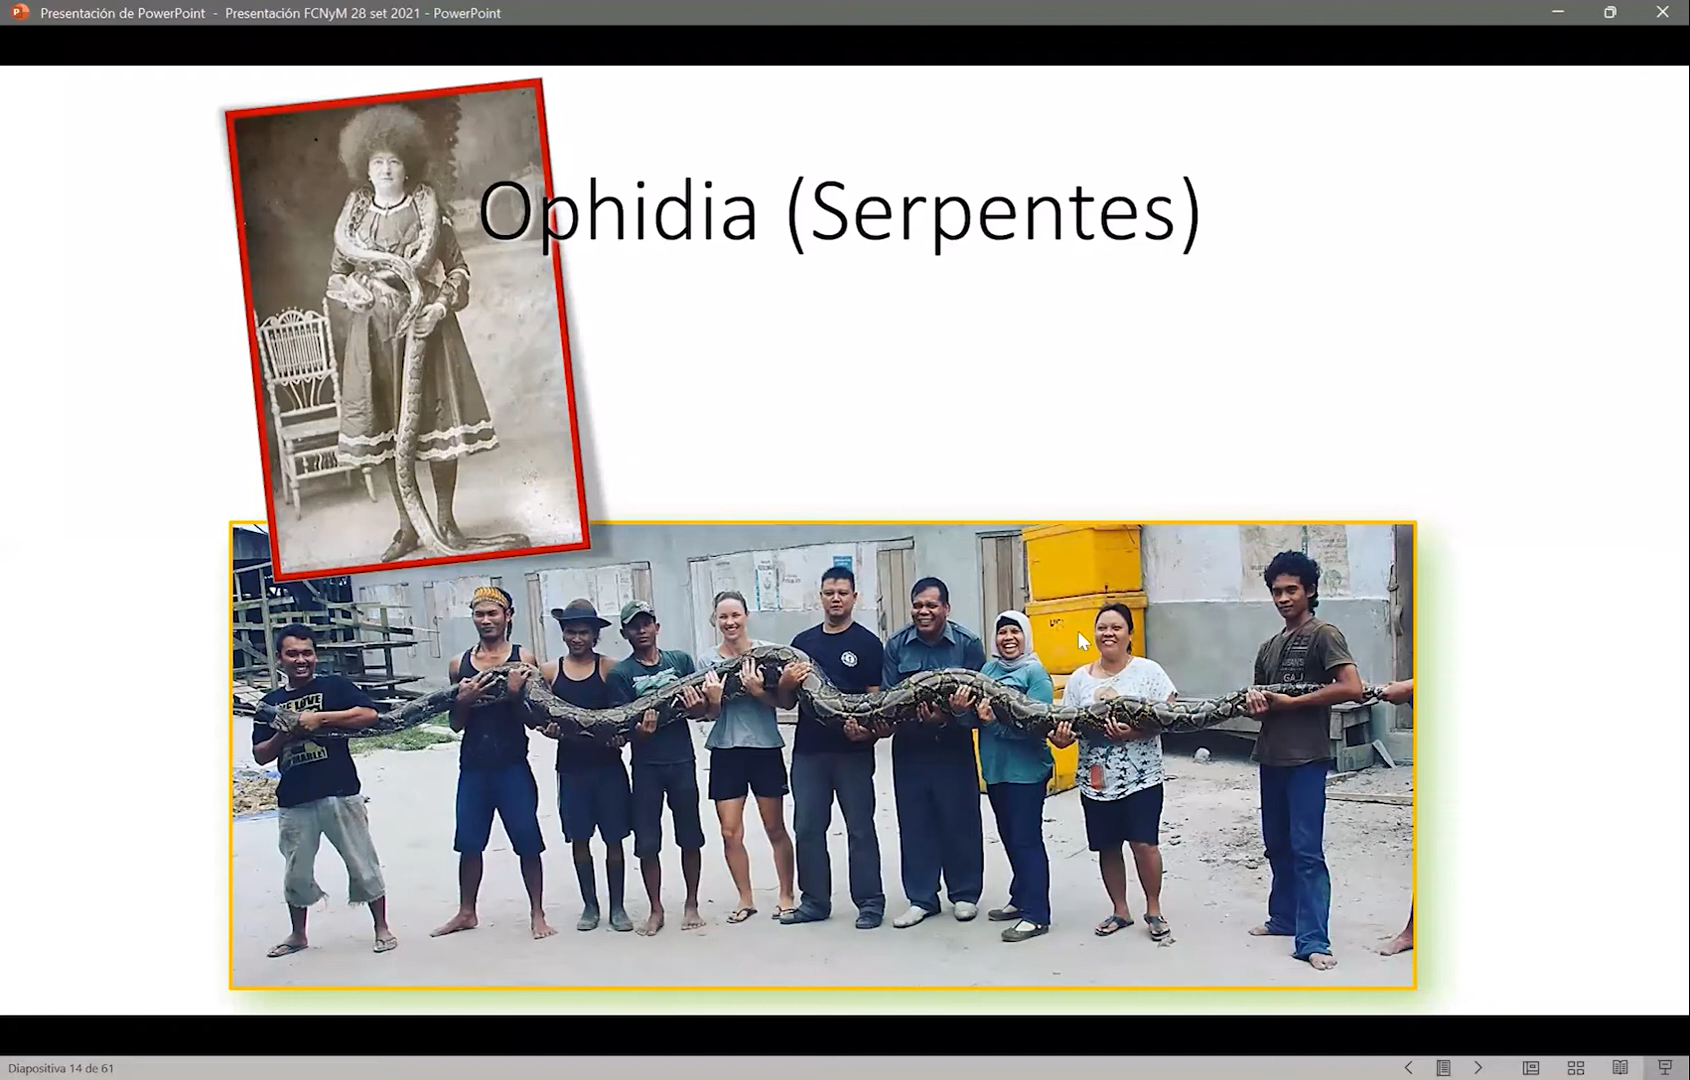 Presentación de PowerPoint - Presentación FCNyM 28 set 2021 - PowerPoint
Ophidia (Serpentes)
Diapositiva 14 de 61